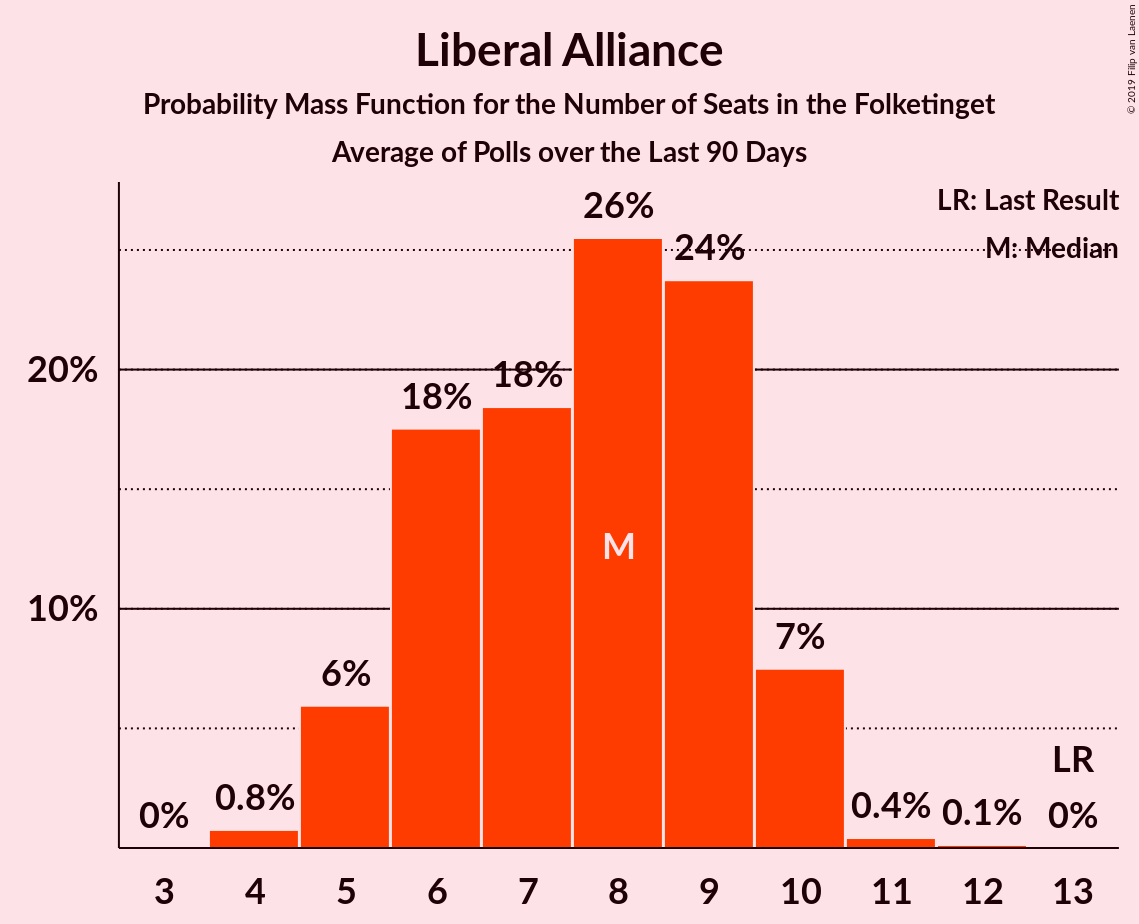 Liberal Alliance
Probability Mass Function for the Number of Seats in the Folketinget
Average of Polls over the Last 90 Days
© 2019 Filip van Laenen
LR: Last Result
M: Median
26%
24%
20%
18%
18%
M
10%
7%
6%
LR
0%
0.8%
0.4%
0.1%
0%
3 4 5 6 7 8 9 10 11 12 13